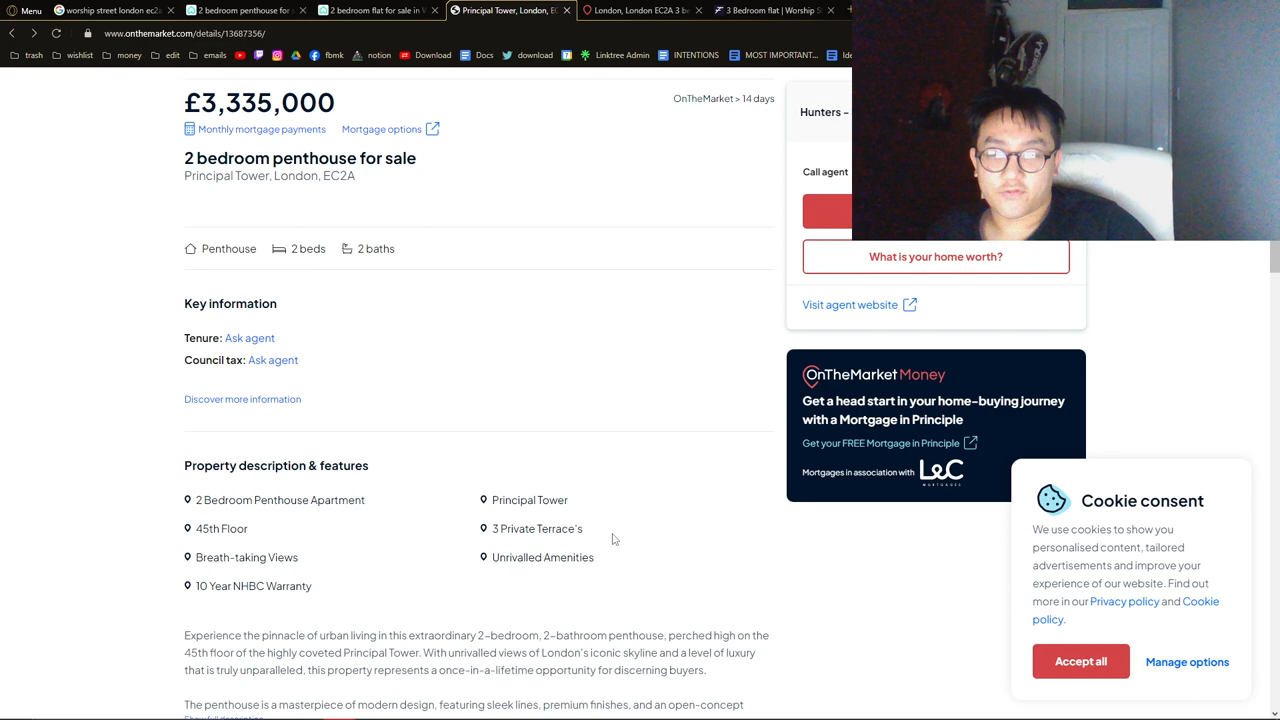 Menu
worship street london ec2a
2 bedroom penthouse for s
2 bedroom flat for sale in W
Principal Tower, London, EC
London, London EC2A 3 be
3 Bedroom flat | Worship S
www.onthemarket.com/details/13687356/
trash wishlist money edit emails fbmk notion Download Docs download Linktree Admin INTENTIONS MOST IMPORTANT...
£3,335,000
OnTheMarket > 14 days
Monthly mortgage payments Mortgage options
2 bedroom penthouse for sale
Principal Tower, London, EC2A
Penthouse 2 beds 2 baths
Key information
Tenure: Ask agent
Council tax: Ask agent
Discover more information
Property description & features
2 Bedroom Penthouse Apartment
Principal Tower
45th Floor
3 Private Terrace's
Breath-taking Views
Unrivalled Amenities
10 Year NHBC Warranty
Experience the pinnacle of urban living in this extraordinary 2-bedroom, 2-bathroom penthouse, perched high on the
45th floor of the highly coveted Principal Tower. With unrivalled views of London's iconic skyline and a level of luxury
that is truly unparalleled, this property represents a once-in-a-lifetime opportunity for discerning buyers.
The penthouse is a masterpiece of modern design, featuring sleek lines, premium finishes, and an open-concept
Show full description
Hunters –
Call agent
What is your home worth?
Visit agent website
OnTheMarket Money
Get a head start in your home-buying journey
with a Mortgage in Principle
Get your FREE Mortgage in Principle
Mortgages in association with L&C
MORTGAGES
Cookie consent
We use cookies to show you
personalised content, tailored
advertisements and improve your
experience of our website. Find out
more in our Privacy policy and Cookie
policy.
Accept all Manage options